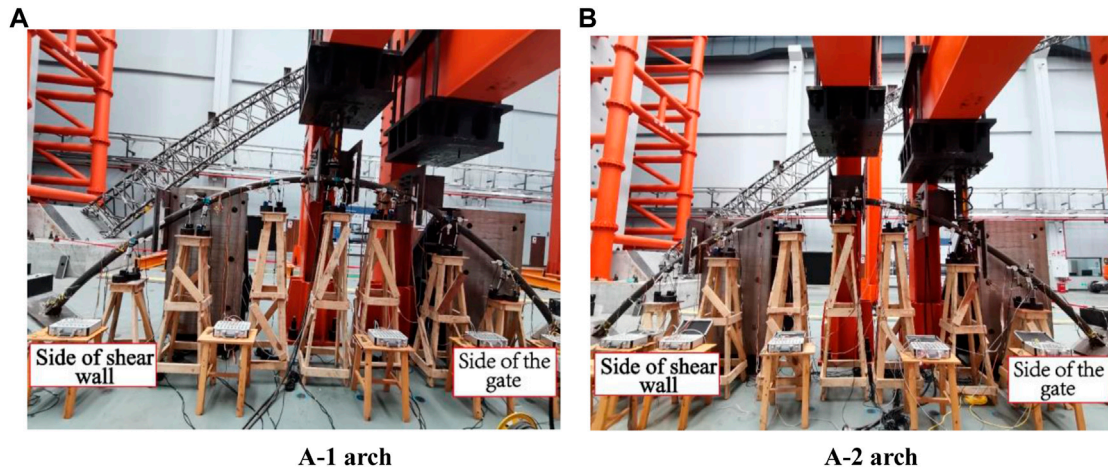 A
B
Side of shear
wall
Side of the
gate
Side of shear
wall
Side of the
gate
A-1 arch
A-2 arch